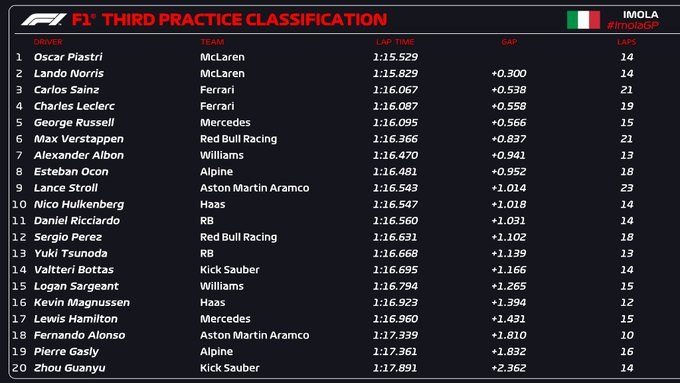 F1 F1® THIRD PRACTICE CLASSIFICATION IMOLA
#ImolaGP
DRIVER TEAM LAP TIME GAP LAPS
1 Oscar Piastri McLaren 1:15.529 14
2 Lando Norris McLaren 1:15.829 +0.300 14
3 Carlos Sainz Ferrari 1:16.067 +0.538 21
4 Charles Leclerc Ferrari 1:16.087 +0.558 19
5 George Russell Mercedes 1:16.095 +0.566 15
6 Max Verstappen Red Bull Racing 1:16.366 +0.837 21
7 Alexander Albon Williams 1:16.470 +0.941 13
8 Esteban Ocon Alpine 1:16.481 +0.952 18
9 Lance Stroll Aston Martin Aramco 1:16.543 +1.014 23
10 Nico Hulkenberg Haas 1:16.547 +1.018 14
11 Daniel Ricciardo RB 1:16.560 +1.031 14
12 Sergio Perez Red Bull Racing 1:16.631 +1.102 18
13 Yuki Tsunoda RB 1:16.668 +1.139 13
14 Valtteri Bottas Kick Sauber 1:16.695 +1.166 14
15 Logan Sargeant Williams 1:16.794 +1.265 15
16 Kevin Magnussen Haas 1:16.923 +1.394 12
17 Lewis Hamilton Mercedes 1:16.960 +1.431 15
18 Fernando Alonso Aston Martin Aramco 1:17.339 +1.810 10
19 Pierre Gasly Alpine 1:17.361 +1.832 16
20 Zhou Guanyu Kick Sauber 1:17.891 +2.362 14